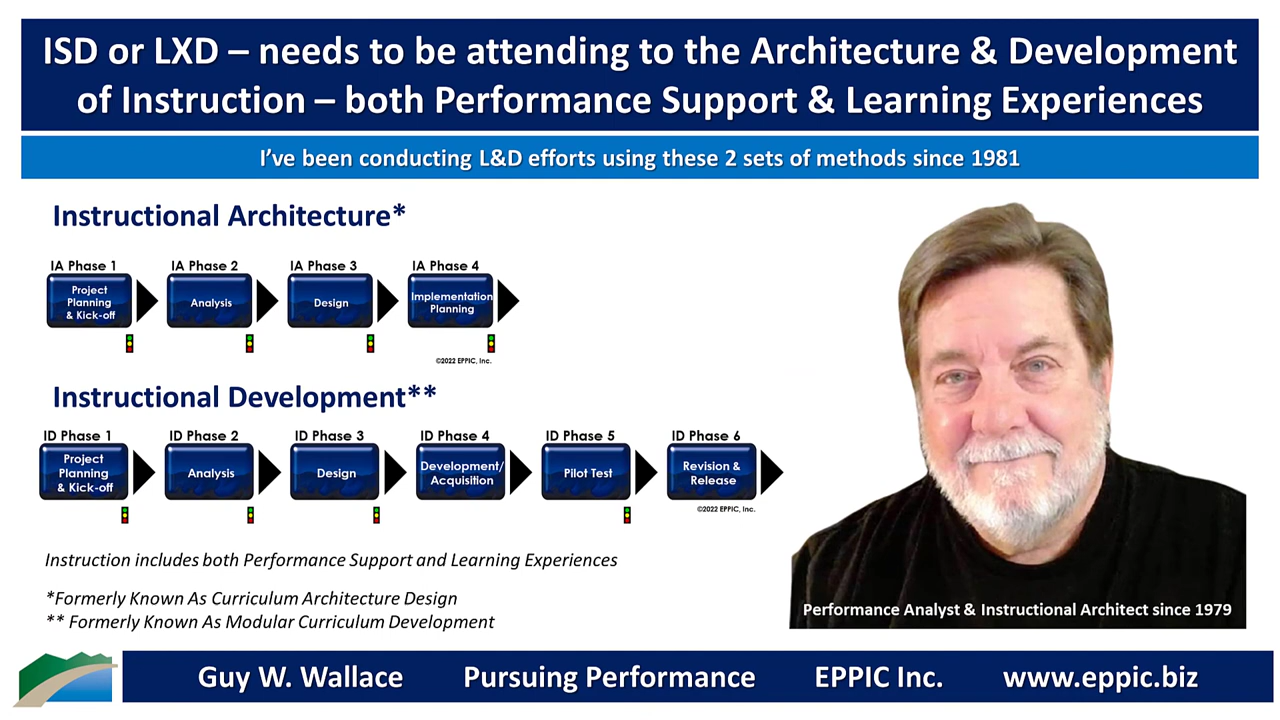 ISD or LXD – needs to be attending to the Architecture & Development
of Instruction – both Performance Support & Learning Experiences
I've been conducting L&D efforts using these 2 sets of methods since 1981
Instructional Architecture*
IA Phase 1
Project
Planning
& Kick-off
IA Phase 2
Analysis
IA Phase 3
Design
IA Phase 4
Implementation
Planning
©2022 EPPIC, Inc.
Instructional Development**
ID Phase 1
Project
Planning
& Kick-off
ID Phase 2
Analysis
ID Phase 3
Design
ID Phase 4
Development/
Acquisition
ID Phase 5
Pilot Test
ID Phase 6
Revision &
Release
©2022 EPPIC, Inc.
Instruction includes both Performance Support and Learning Experiences
*Formerly Known As Curriculum Architecture Design
** Formerly Known As Modular Curriculum Development
Performance Analyst & Instructional Architect since 1979
Guy W. Wallace Pursuing Performance EPPIC Inc. www.eppic.biz